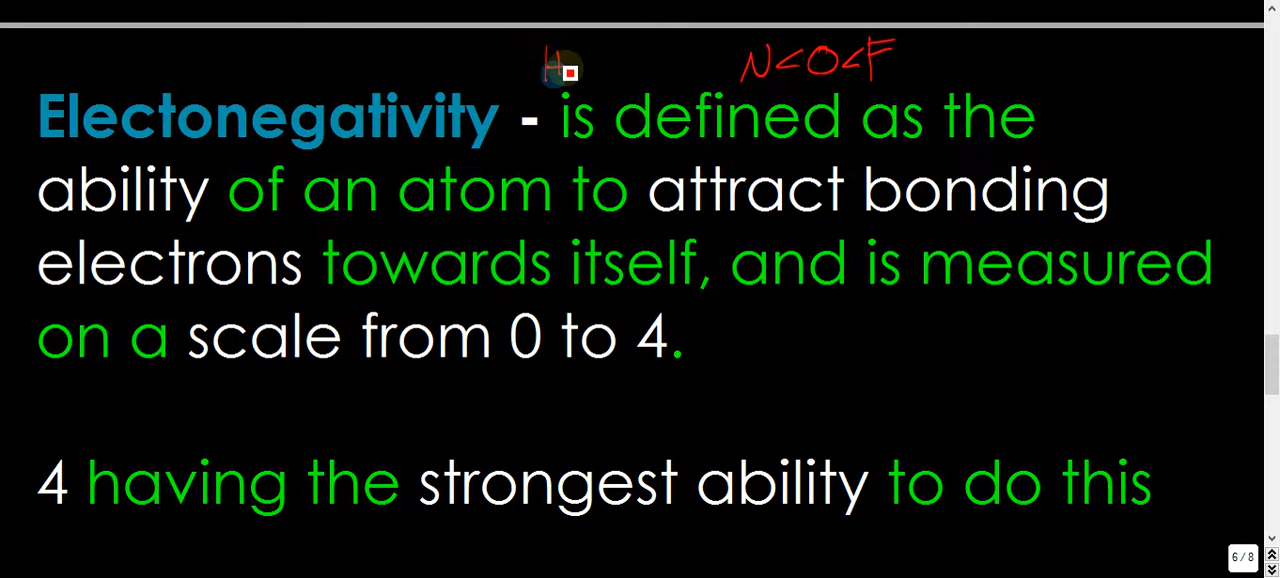 H N<O<F
Electonegativity - is defined as the
ability of an atom to attract bonding
electrons towards itself, and is measured
on a scale from 0 to 4.
4 having the strongest ability to do this
6 / 8